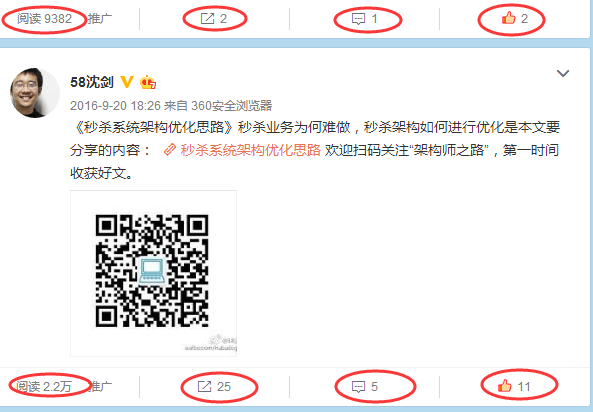 阅读 9382 推广 2 1 2
58沈剑
2016-9-20 18:26 来自 360安全浏览器
《秒杀系统架构优化思路》秒杀业务为何难做，秒杀架构如何进行优化是本文要
分享的内容： 秒杀系统架构优化思路 欢迎扫码关注“架构师之路”，第一时间
收获好文。
阅读 2.2万 推广 25 5 11